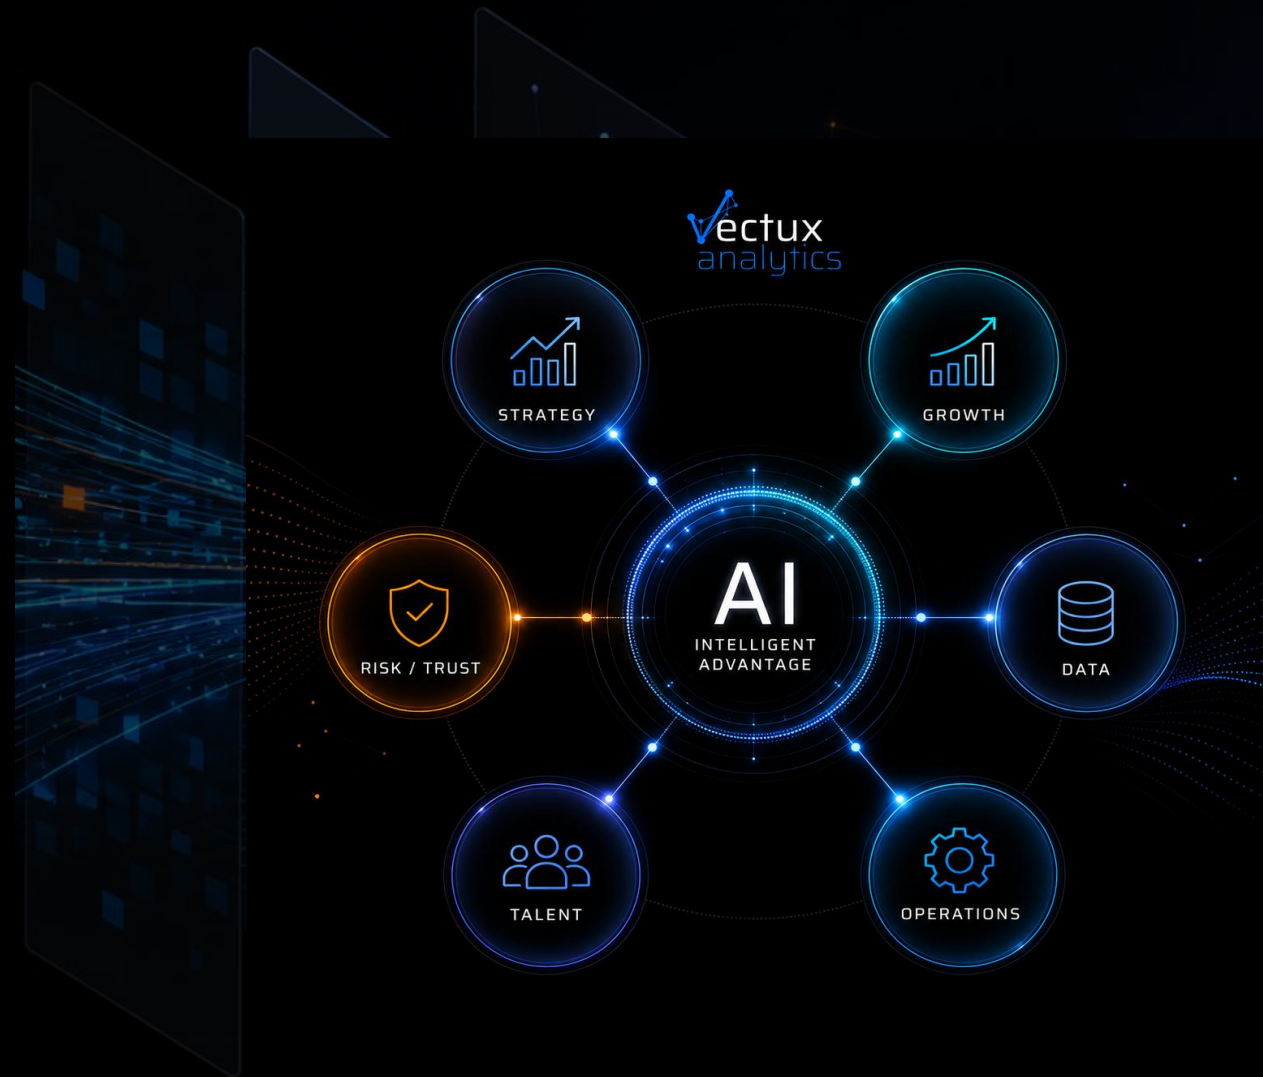 Vectux
analytics
STRATEGY
GROWTH
AI
INTELLIGENT
ADVANTAGE
RISK / TRUST
DATA
TALENT
OPERATIONS